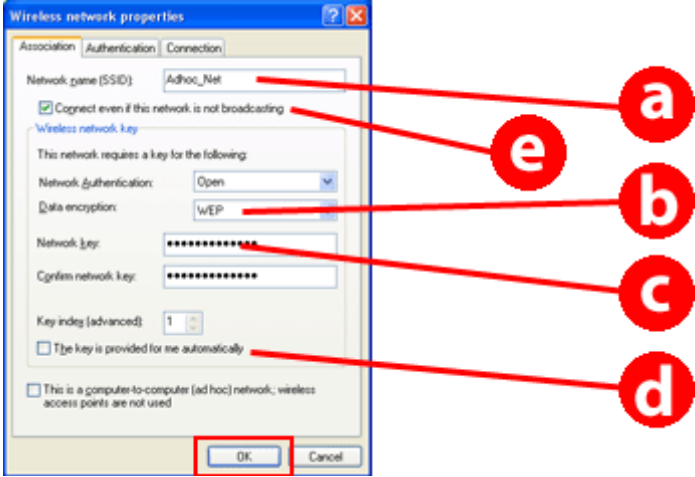 Wireless network properties
Association Authentication Connection
Network name (SSID): Adhoc_Net
a
Connect even if this network is not broadcasting
e
Wireless network key
This network requires a key for the following:
Network Authentication: Open
Data encryption: WEP
b
Network key: •••••••••••••
c
Confirm network key: •••••••••••••
Key index (advanced): 1
The key is provided for me automatically
d
This is a computer-to-computer (ad hoc) network; wireless
access points are not used
OK Cancel